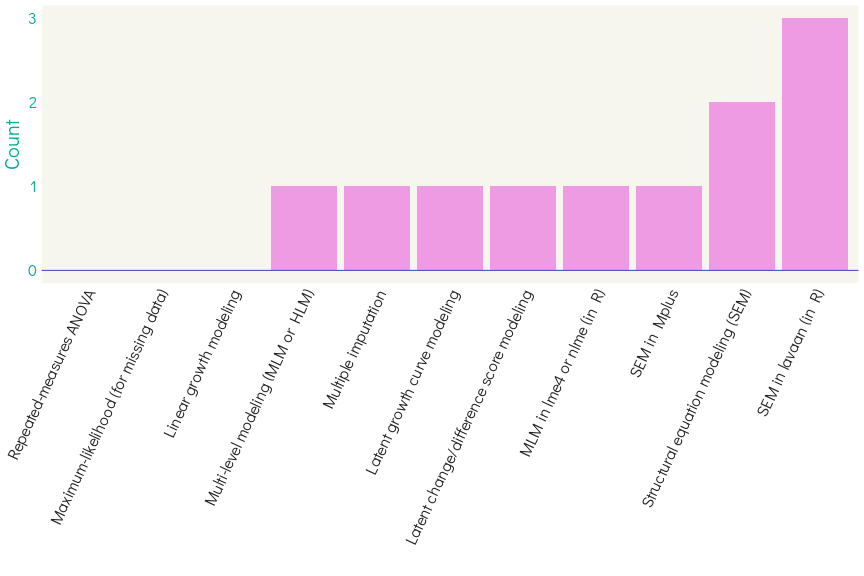 3
2
1
0
Count
Repeated-measures ANOVA
Maximum-likelihood (for missing data)
Linear growth modeling
Multi-level modeling (MLM or HLM)
Multiple imputation
Latent growth curve modeling
Latent change/difference score modeling
MLM in lme4 or nlme (in R)
SEM in Mplus
Structural equation modeling (SEM)
SEM in lavaan (in R)